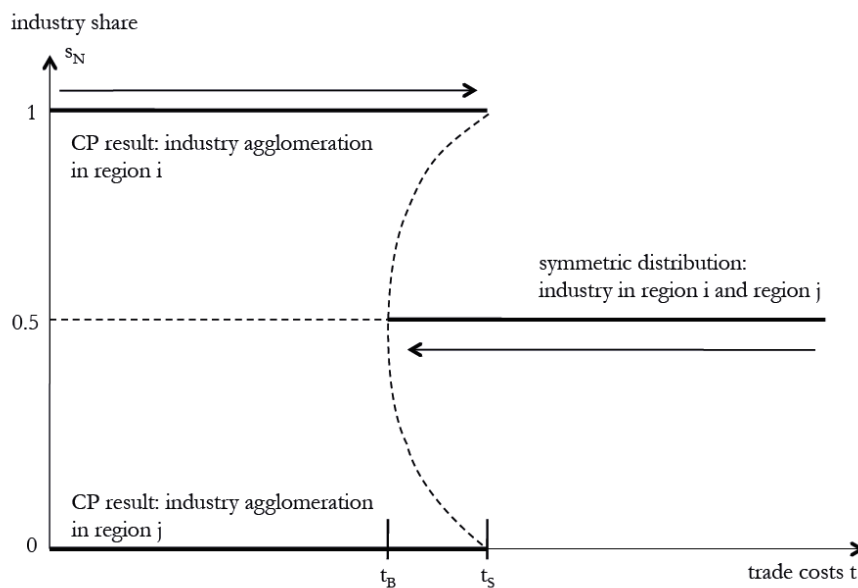 industry share
s_N
1
CP result: industry agglomeration
in region i
symmetric distribution:
industry in region i and region j
0.5
CP result: industry agglomeration
in region j
0
t_B
t_S
trade costs t